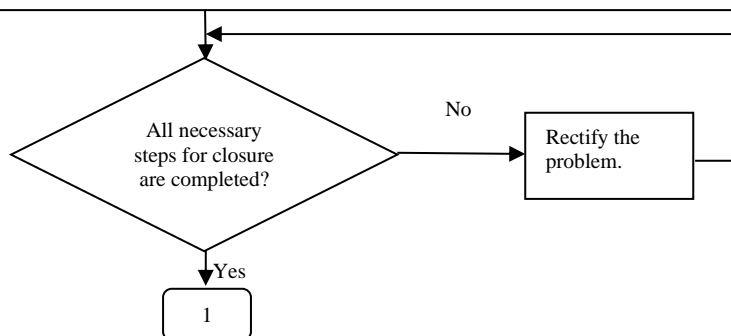 All necessary
steps for closure
are completed?
No
Rectify the
problem.
Yes
1